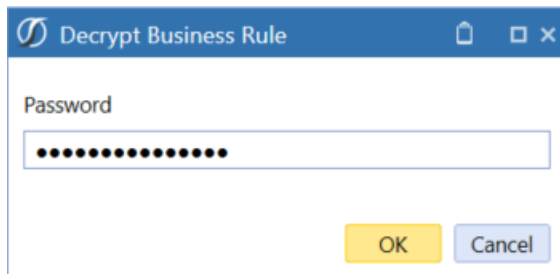 Decrypt Business Rule
Password
•••••••••••••••
OK Cancel